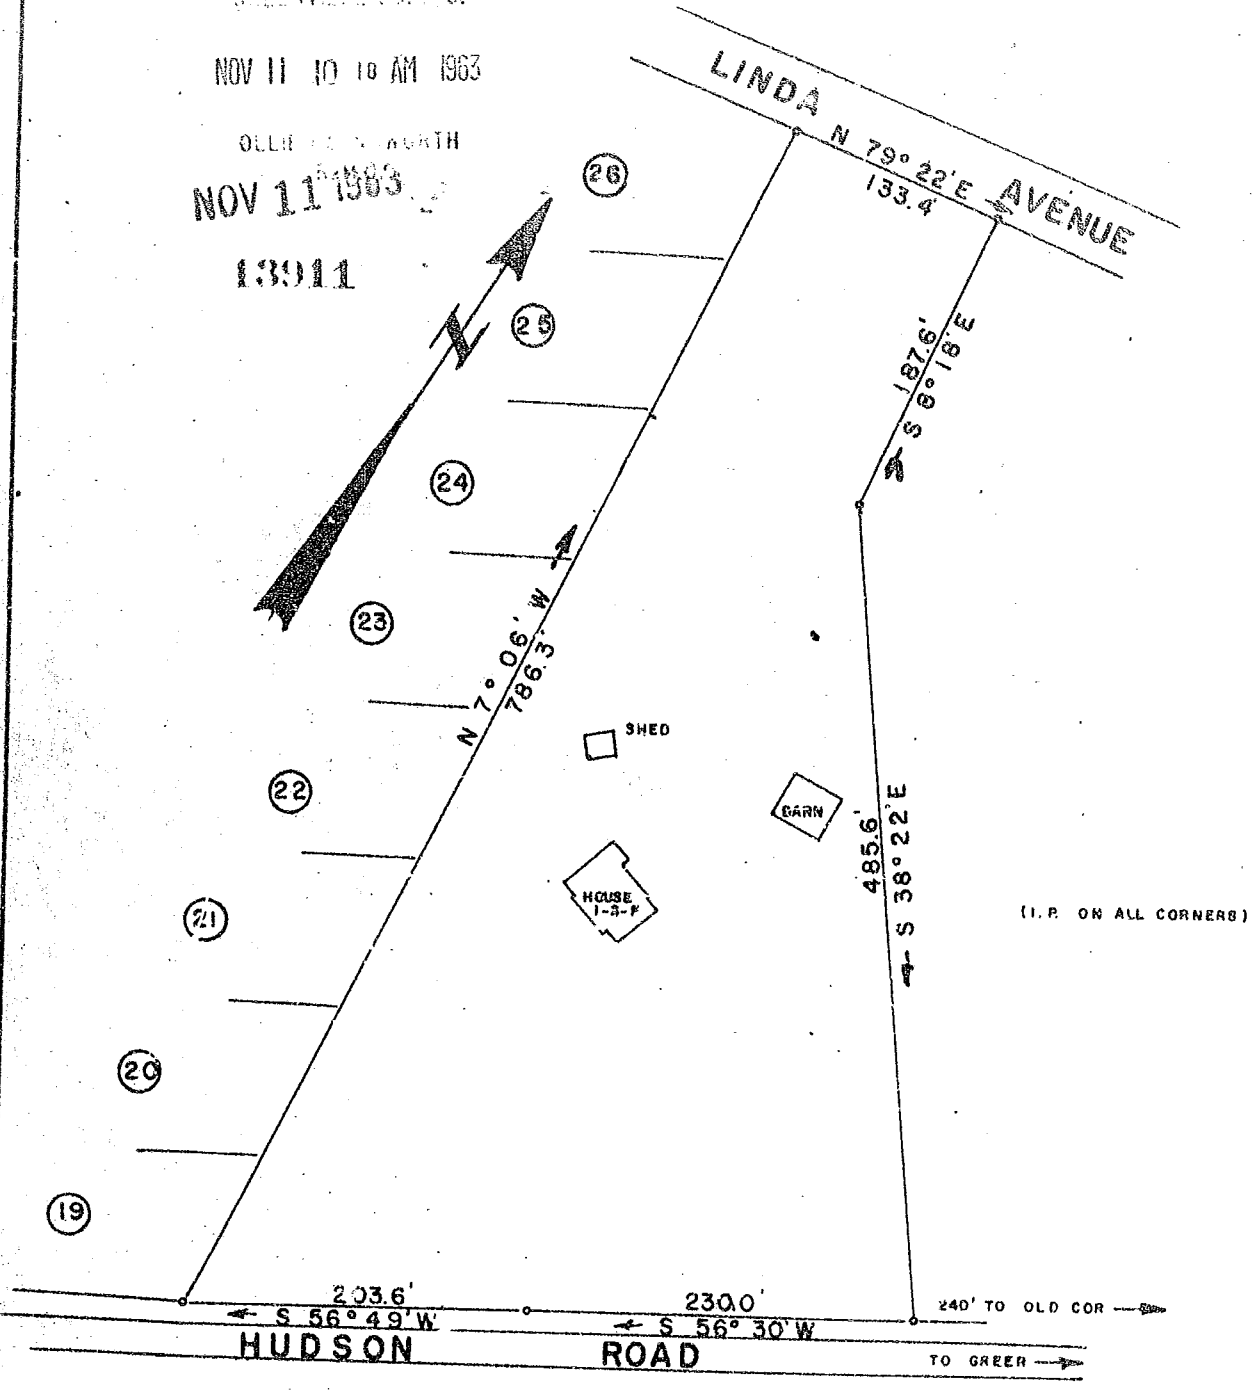 NOV 11 10 18 AM 1963
NOV 11 1963
13911
LINDA AVENUE
N 79° 22' E
133.4'
26
25
24
23
22
21
20
19
N
187.6'
S 8° 18' E
N 7° 06' W
786.3'
SHED
BARN
HOUSE
485.6'
S 38° 22' E
(I.P. ON ALL CORNERS)
203.6'
S 56° 49' W
230.0'
S 56° 30' W
240' TO OLD COR
HUDSON ROAD
TO GREER